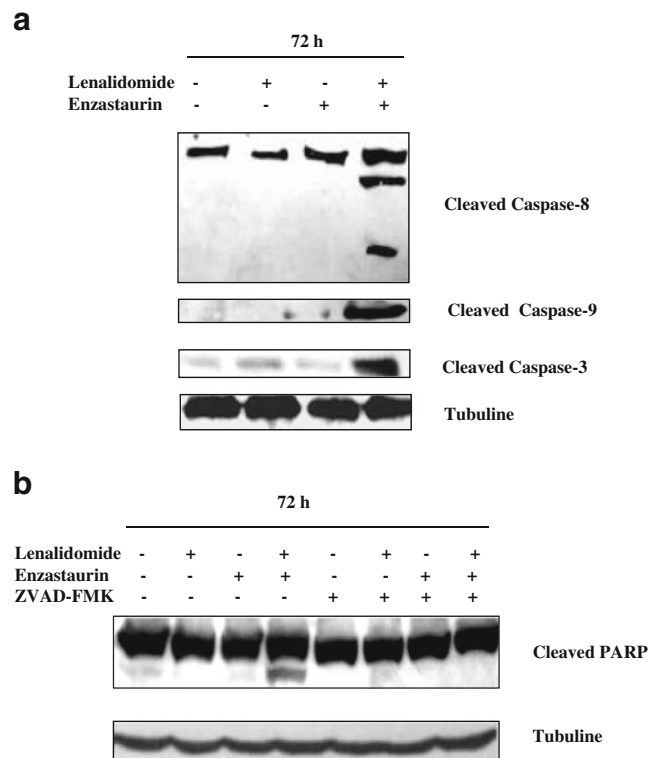 a
72 h
Lenalidomide - + - +
Enzastaurin - - + +
Cleaved Caspase-8
Cleaved Caspase-9
Cleaved Caspase-3
Tubuline
b
72 h
Lenalidomide - + - + - + - +
Enzastaurin - - + + - - + +
ZVAD-FMK - - - - + + + +
Cleaved PARP
Tubuline